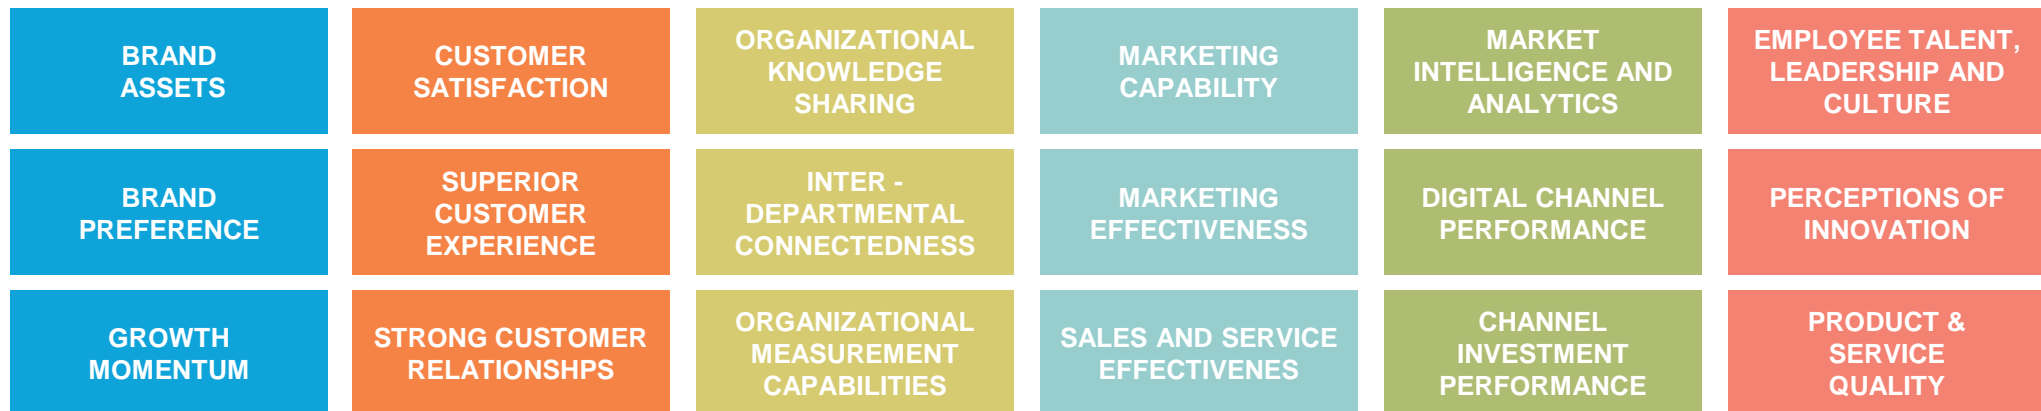 BRAND
ASSETS
CUSTOMER
SATISFACTION
ORGANIZATIONAL
KNOWLEDGE
SHARING
MARKETING
CAPABILITY
MARKET
INTELLIGENCE AND
ANALYTICS
EMPLOYEE TALENT,
LEADERSHIP AND
CULTURE
BRAND
PREFERENCE
SUPERIOR
CUSTOMER
EXPERIENCE
INTER -
DEPARTMENTAL
CONNECTEDNESS
MARKETING
EFFECTIVENESS
DIGITAL CHANNEL
PERFORMANCE
PERCEPTIONS OF
INNOVATION
GROWTH
MOMENTUM
STRONG CUSTOMER
RELATIONSHPS
ORGANIZATIONAL
MEASUREMENT
CAPABILITIES
SALES AND SERVICE
EFFECTIVENES
CHANNEL
INVESTMENT
PERFORMANCE
PRODUCT &
SERVICE
QUALITY